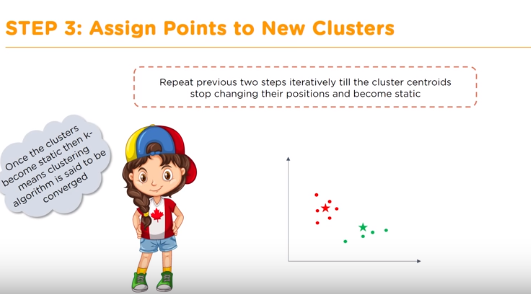 STEP 3: Assign Points to New Clusters
Repeat previous two steps iteratively till the cluster centroids
stop changing their positions and become static
Once the clusters
become static then k-
means clustering
algorithm is said to be
converged